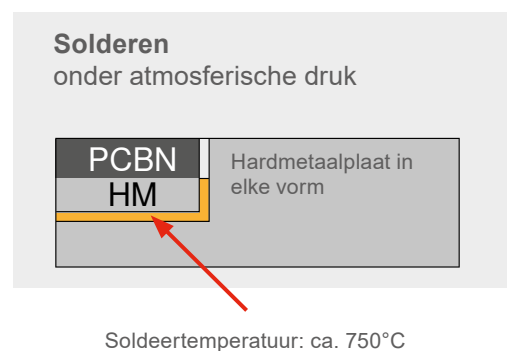 Solderen
onder atmosferische druk
PCBN
HM
Hardmetaalplaat in
elke vorm
Soldeertemperatuur: ca. 750°C